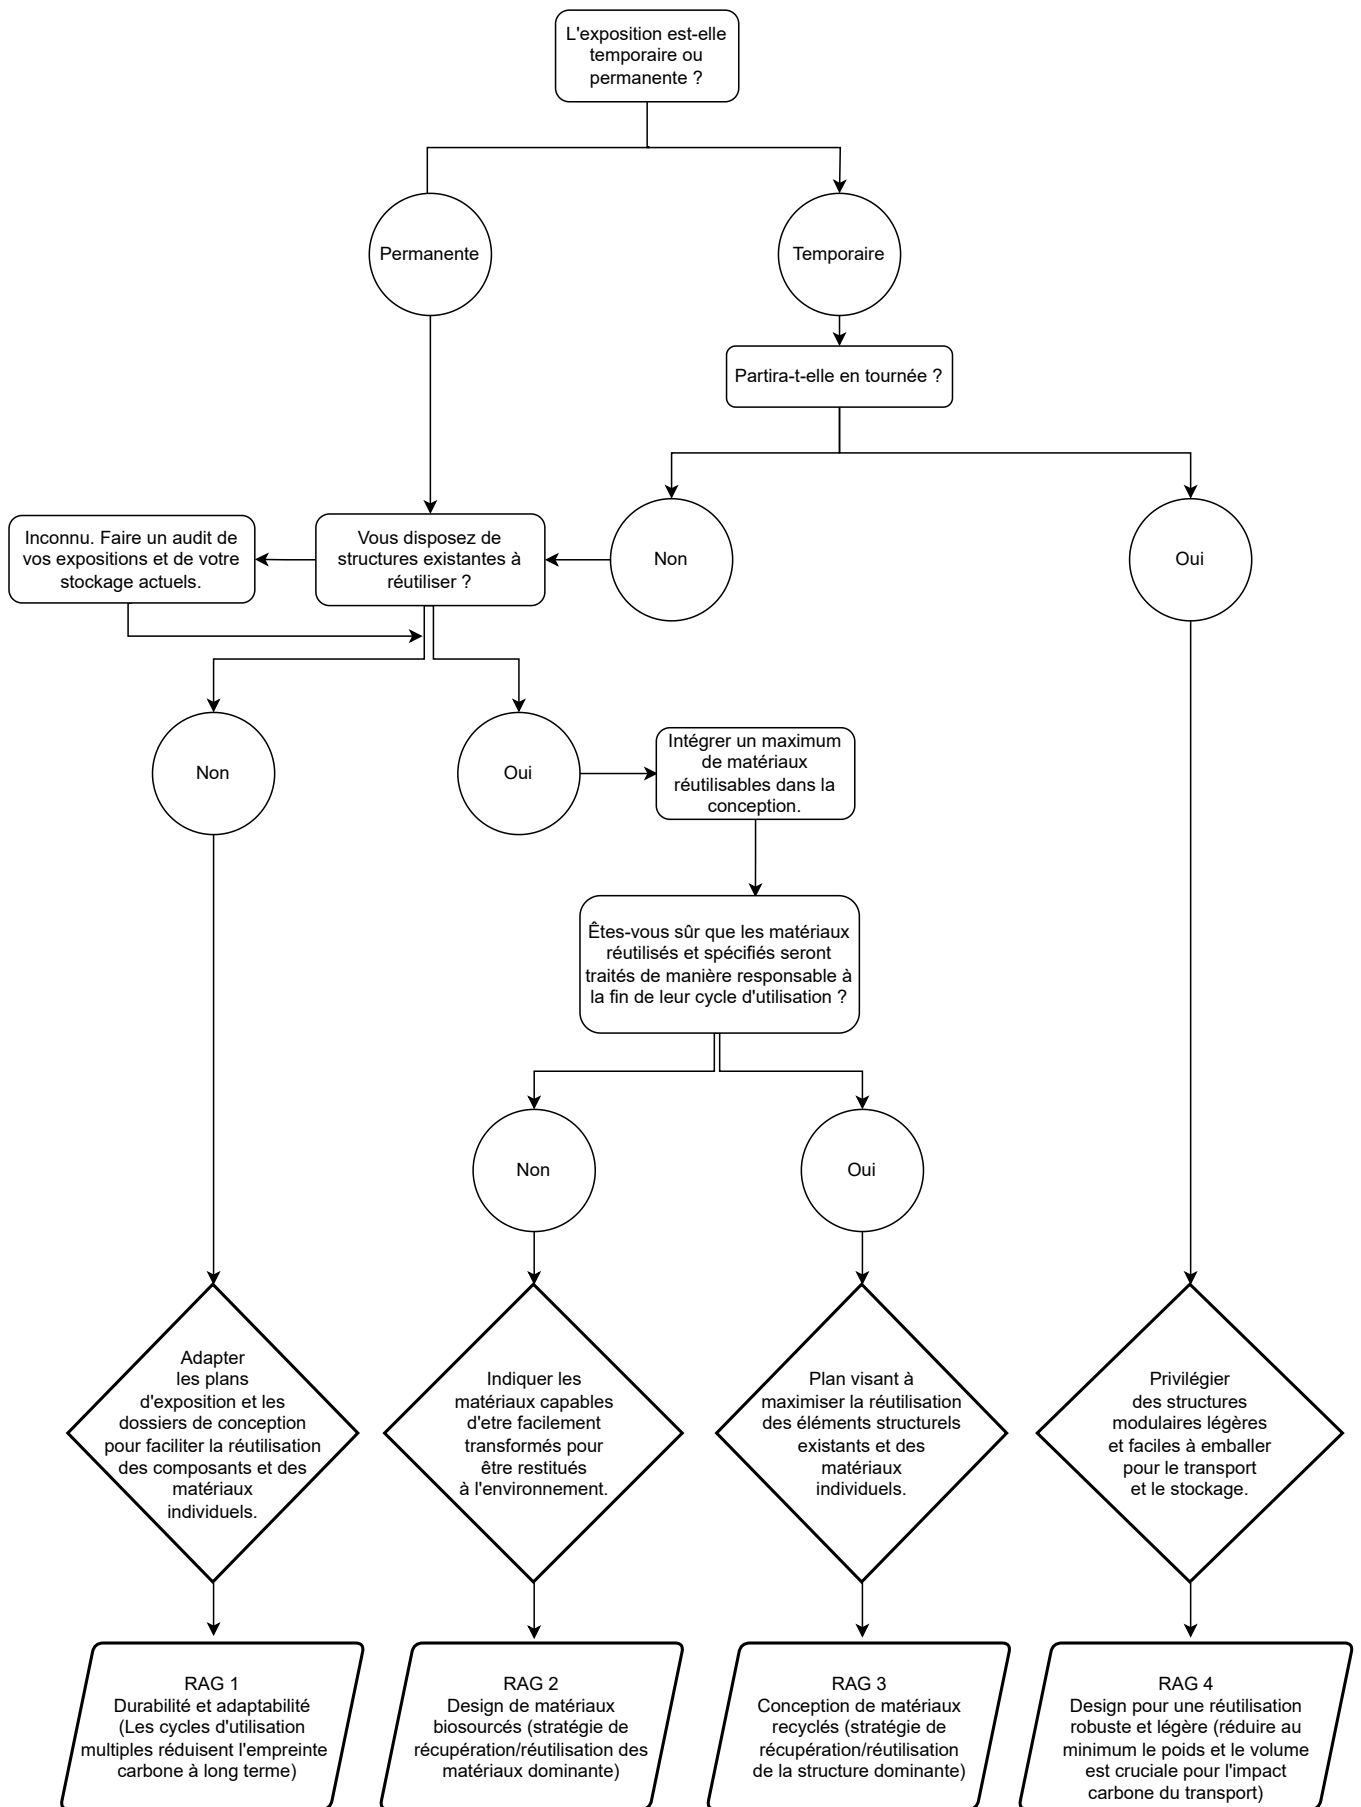 L'exposition est-elle
temporaire ou
permanente ?
Permanente
Temporaire
Partira-t-elle en tournée ?
Inconnu. Faire un audit de
vos expositions et de votre
stockage actuels.
Vous disposez de
structures existantes à
réutiliser ?
Non
Oui
Non
Oui
Intégrer un maximum
de matériaux
réutilisables dans la
conception.
Êtes-vous sûr que les matériaux
réutilisés et spécifiés seront
traités de manière responsable à
la fin de leur cycle d'utilisation ?
Non
Oui
Adapter
les plans
d'exposition et les
dossiers de conception
pour faciliter la réutilisation
des composants et des
matériaux
individuels.
Indiquer les
matériaux capables
d'etre facilement
transformés pour
être restitués
à l'environnement.
Plan visant à
maximiser la réutilisation
des éléments structurels
existants et des
matériaux
individuels.
Privilégier
des structures
modulaires légères
et faciles à emballer
pour le transport
et le stockage.
RAG 1
Durabilité et adaptabilité
(Les cycles d'utilisation
multiples réduisent l'empreinte
carbone à long terme)
RAG 2
Design de matériaux
biosourcés (stratégie de
récupération/réutilisation des
matériaux dominante)
RAG 3
Conception de matériaux
recyclés (stratégie de
récupération/réutilisation
de la structure dominante)
RAG 4
Design pour une réutilisation
robuste et légère (réduire au
minimum le poids et le volume
est cruciale pour l'impact
carbone du transport)